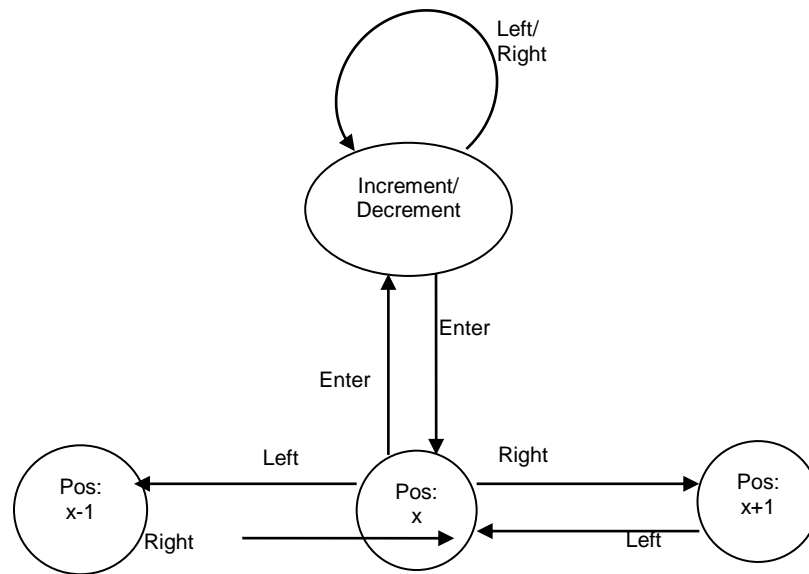 Left/
Right
Increment/
Decrement
Enter
Enter
Left
Right
Pos:
x-1
Pos:
x
Pos:
x+1
Right
Left